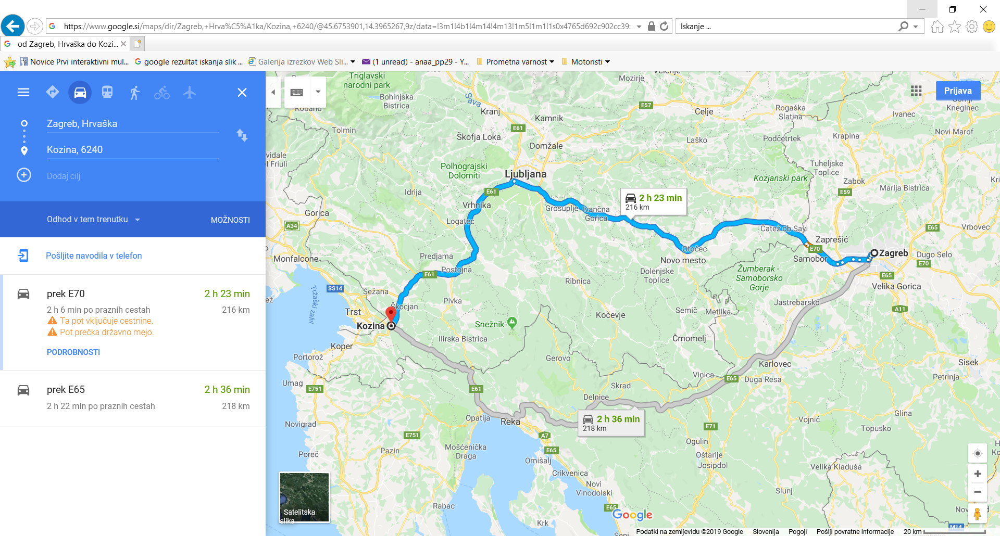 https://www.google.si/maps/dir/Zagreb,+Hrva%C5%A1ka/Kozina,+6240/@45.6753901,14.3965267,9z/data=!3m1!4b1!4m14!4m13!1m5!1m1!1s0x4765d692c902cc39:
Iskanje ...
od Zagreb, Hrvaška do Kozi...
Novice Prvi interaktivni mul...
google rezultat iskanja slik ...
Galerija izrezkov Web Sli...
(1 unread) - anaa_pp29 - Y...
Prometna varnost
Motoristi
Zagreb, Hrvaška
Kozina, 6240
Dodaj cilj
Odhod v tem trenutku
MOŽNOSTI
Pošljite navodila v telefon
prek E70
2 h 23 min
2 h 6 min po praznih cestah
216 km
Ta pot vključuje cestnine.
Pot prečka državno mejo.
PODROBNOSTI
prek E65
2 h 36 min
2 h 22 min po praznih cestah
218 km
Triglavski
narodni park
Mozirje
Velenje
Prijava
Bohinjska
Bistrica
Sava
Kranj
E57
Celje
Rogaška
Slatina
Ivanec
Kneginec
Kobarid
Kamnik
Tolmin
E61
Škofja Loka
Domžale
Laško
Podčetrtek
Krapina
Novi Marof
vidale
el Friuli
Polhograjski
Dolomiti
Ljubljana
Tuheljske
Toplice
Kozjanski park
Zabok
Marija Bistrica
Idrija
E61
E59
2 h 23 min
216 km
Vrhnika
Grosuplje
Ivančna
Gorica
Gorica
Logatec
A34
Čatež ob Savi
E65
Vrbovec
Zaprešić
Otočec
E70
Zagreb
Dugo Selo
Monfalcone
Predjama
Novo mesto
Samobor
E70
Postojna
E61
Dolenjske
Toplice
Žumberak -
Samoborsko
Gorje
E65
Velika Gorica
Ribnica
SS14
Tržaški zaliv
Sežana
Pivka
Jastrebarsko
Škocjan
Trst
Kočevje
Semič
Metlika
A11
Kozina
Snežnik
Ilirska Bistrica
Črnomelj
Koper
Portorož
Gerovo
Karlovec
Sisek
Vinica
E65
Duga Resa
Petrinja
Umag
E751
E61
Skrad
Delnice
Opatija
Reka
2 h 36 min
218 km
Glina
Vojnić
Novigrad
E751
A7
E71
Topusko
Ogulin
Pazin
Mošćenička
Draga
E65
Poreč
Omišalj
Oštarije
Josipdol
Velika Kladuša
Crikvenica
Novi
Vinodolski
Slunj
Rabac
E65
Krk
Satelitska
slika
Google
M14
Podatki na zemljevidu ©2019 Google
Slovenija
Pogoji
Pošlji povratne informacije
20 km